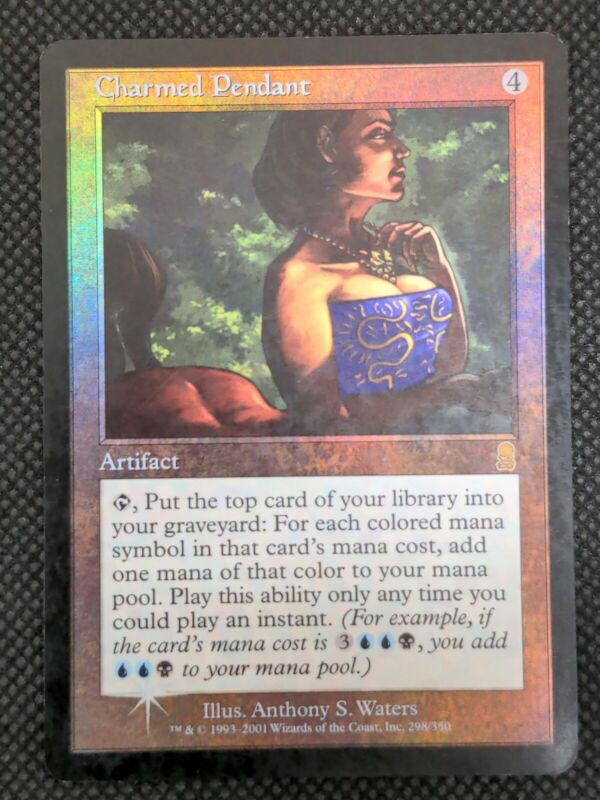 Charmed Pendant 4
Artifact
, Put the top card of your library into
your graveyard: For each colored mana
symbol in that card's mana cost, add
one mana of that color to your mana
pool. Play this ability only any time you
could play an instant. (For example, if
the card's mana cost is 3, you add
to your mana pool.)
Illus. Anthony S. Waters
™ & © 1993–2001 Wizards of the Coast, Inc. 298/350